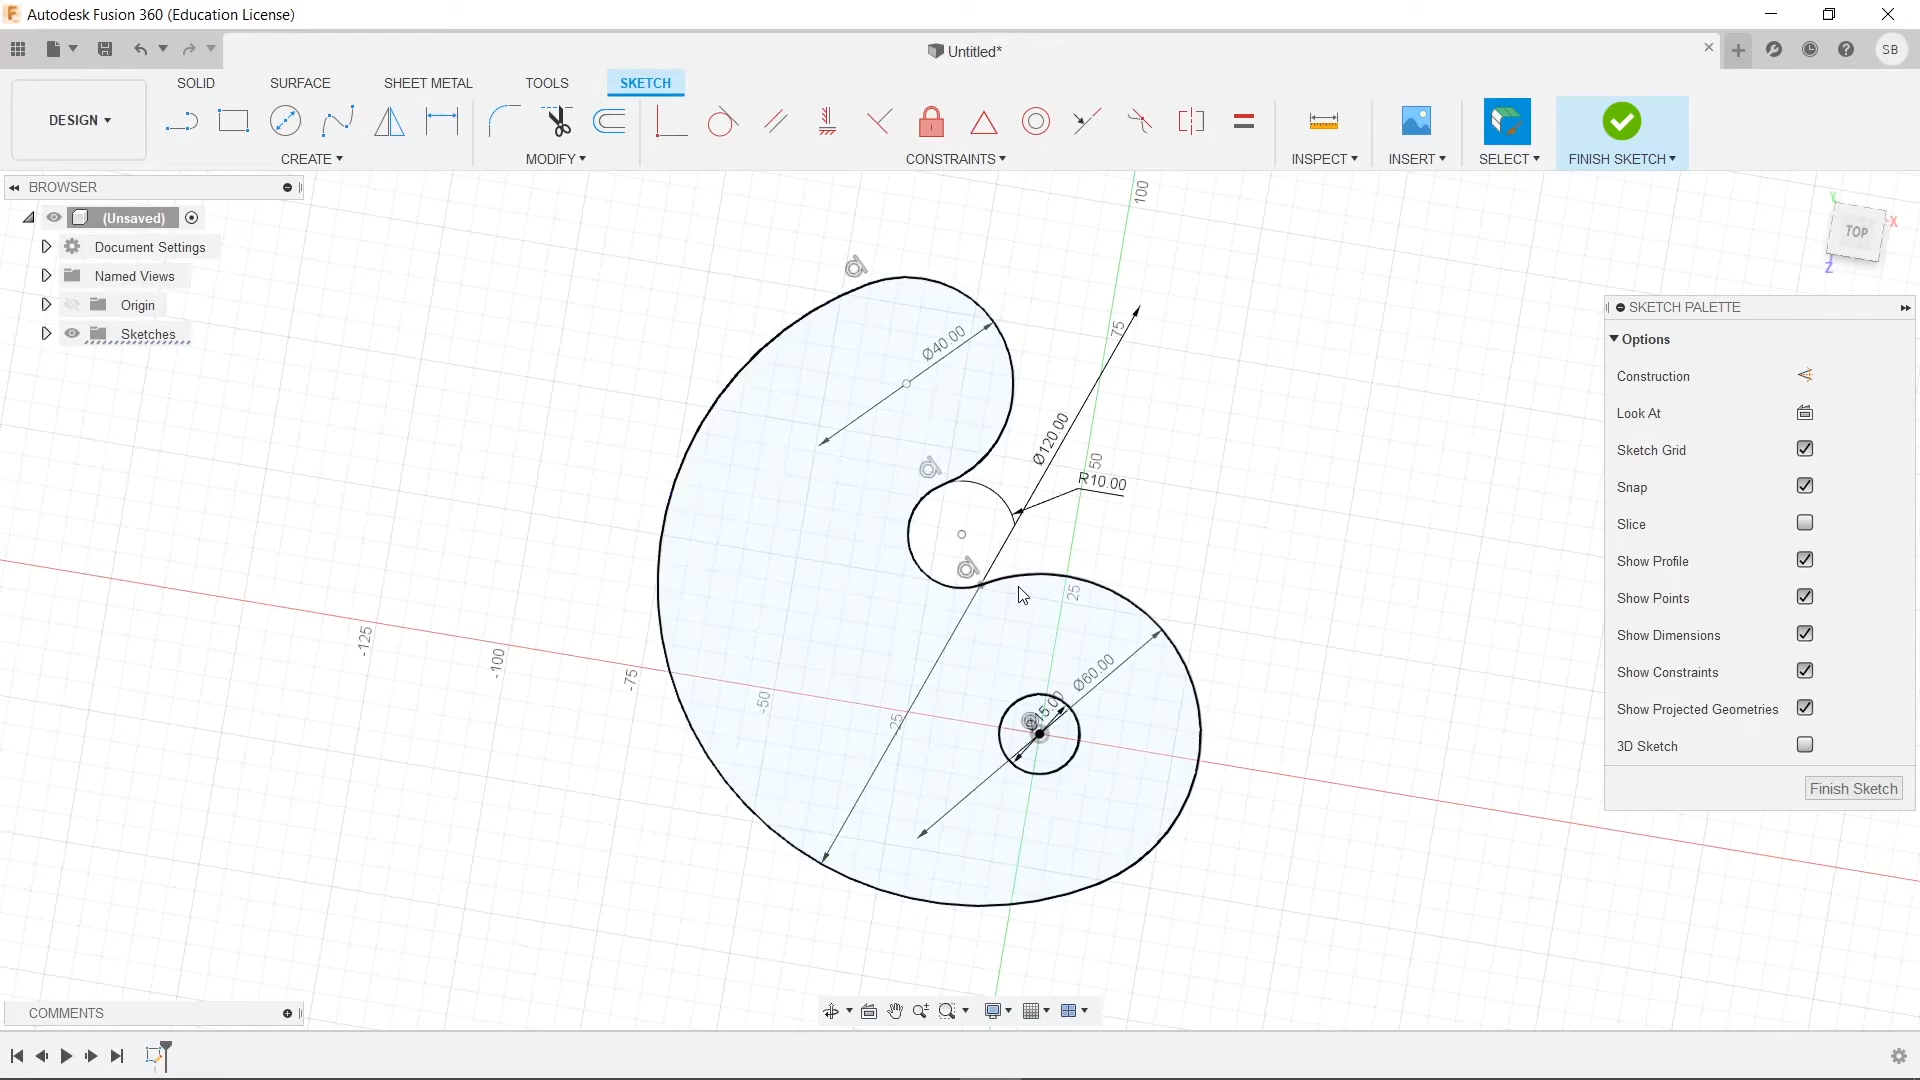 Autodesk Fusion 360 (Education License)
Untitled*
SB
SOLID SURFACE SHEET METAL TOOLS SKETCH
DESIGN
CREATE MODIFY CONSTRAINTS INSPECT INSERT SELECT FINISH SKETCH
BROWSER
(Unsaved)
Document Settings
Named Views
Origin
Sketches
100
75
50
25
-125
-100
-75
-50
25
Ø40.00
Ø120.00
R10.00
Ø60.00
TOP
X
Y
Z
SKETCH PALETTE
Options
Construction
Look At
Sketch Grid
Snap
Slice
Show Profile
Show Points
Show Dimensions
Show Constraints
Show Projected Geometries
3D Sketch
Finish Sketch
COMMENTS